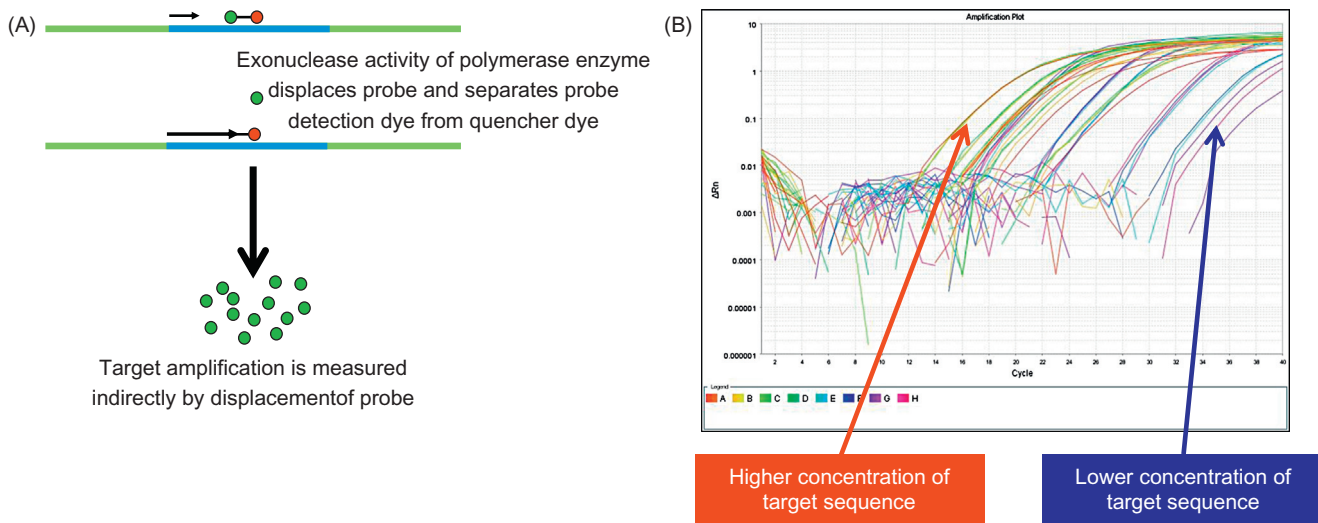 (A)
Exonuclease activity of polymerase enzyme
displaces probe and separates probe
detection dye from quencher dye
Target amplification is measured
indirectly by displacementof probe
(B)
Amplification Plot
10
1
0.1
0.01
0.001
0.0001
0.00001
0.000001
ΔRn
2 4 6 8 10 12 14 16 18 20 22 24 26 28 30 32 34 36 38 40
Cycle
Legend
A B C D E F G H
Higher concentration of
target sequence
Lower concentration of
target sequence